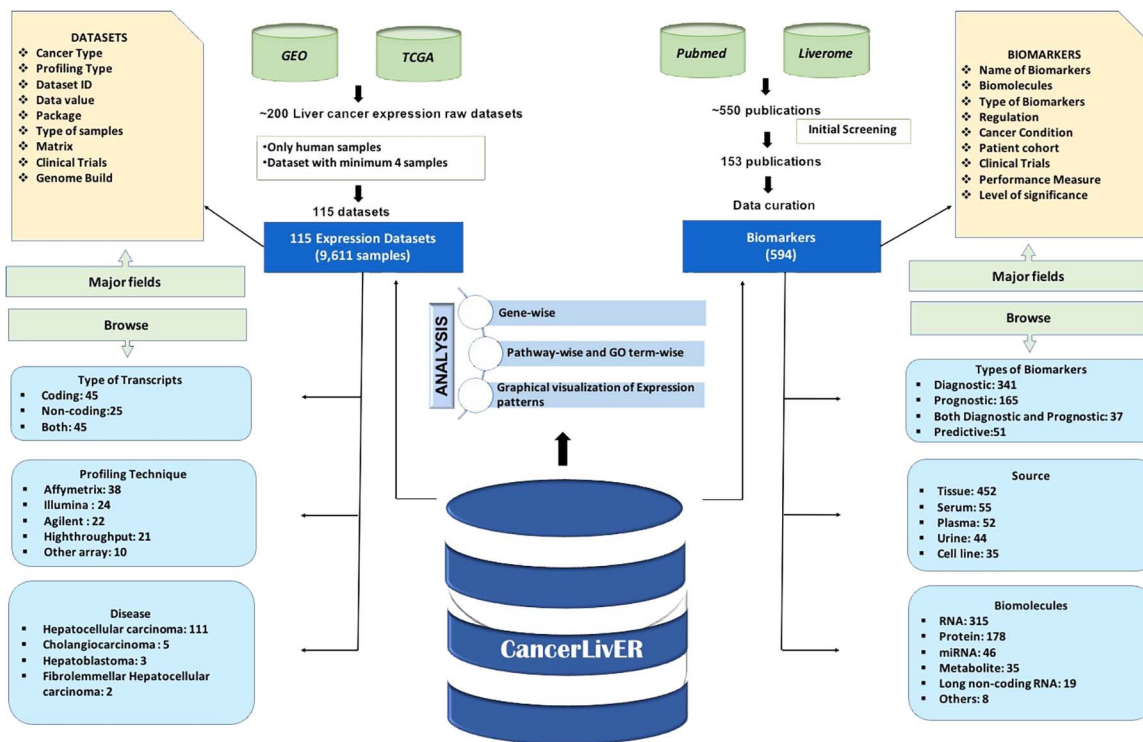 DATASETS
❖ Cancer Type
❖ Profiling Type
❖ Dataset ID
❖ Data value
❖ Package
❖ Type of samples
❖ Matrix
❖ Clinical Trials
❖ Genome Build
GEO
TCGA
~200 Liver cancer expression raw datasets
•Only human samples
•Dataset with minimum 4 samples
115 datasets
115 Expression Datasets
(9,611 samples)
Pubmed
Liverome
~550 publications
Initial Screening
153 publications
Data curation
Biomarkers
(594)
BIOMARKERS
❖ Name of Biomarkers
❖ Biomolecules
❖ Type of Biomarkers
❖ Regulation
❖ Cancer Condition
❖ Patient cohort
❖ Clinical Trials
❖ Performance Measure
❖ Level of significance
Major fields
Browse
Type of Transcripts
▪ Coding: 45
▪ Non-coding:25
▪ Both: 45
Profiling Technique
▪ Affymetrix: 38
▪ Illumina : 24
▪ Agilent : 22
▪ Highthroughput: 21
▪ Other array: 10
Disease
▪ Hepatocellular carcinoma: 111
▪ Cholangiocarcinoma : 5
▪ Hepatoblastoma : 3
▪ Fibrolemmellar Hepatocellular
carcinoma: 2
ANALYSIS
Gene-wise
Pathway-wise and GO term-wise
Graphical visualization of Expression
patterns
CancerLivER
Major fields
Browse
Types of Biomarkers
▪ Diagnostic: 341
▪ Prognostic: 165
▪ Both Diagnostic and Prognostic: 37
▪ Predictive:51
Source
▪ Tissue: 452
▪ Serum: 55
▪ Plasma: 52
▪ Urine: 44
▪ Cell line: 35
Biomolecules
▪ RNA: 315
▪ Protein: 178
▪ miRNA: 46
▪ Metabolite: 35
▪ Long non-coding RNA: 19
▪ Others: 8